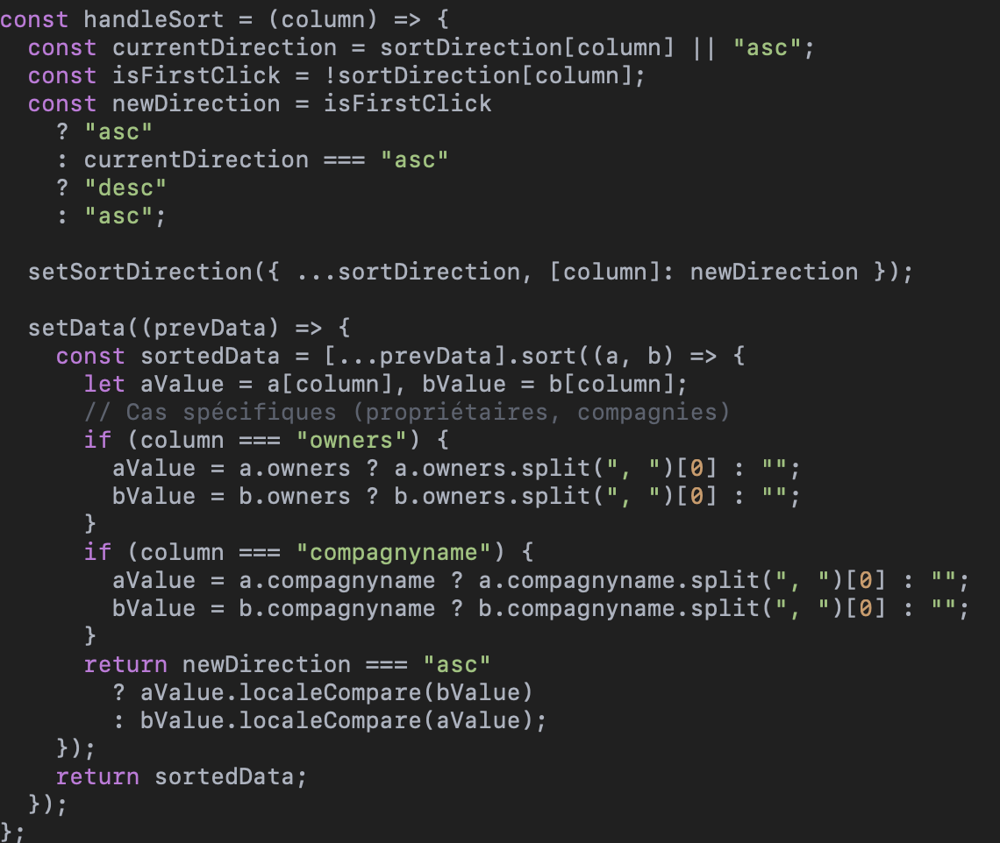 const handleSort = (column) => {
  const currentDirection = sortDirection[column] || "asc";
  const isFirstClick = !sortDirection[column];
  const newDirection = isFirstClick
    ? "asc"
    : currentDirection === "asc"
    ? "desc"
    : "asc";

  setSortDirection({ ...sortDirection, [column]: newDirection });

  setData((prevData) => {
    const sortedData = [...prevData].sort((a, b) => {
      let aValue = a[column], bValue = b[column];
      // Cas spécifiques (propriétaires, compagnies)
      if (column === "owners") {
        aValue = a.owners ? a.owners.split(", ")[0] : "";
        bValue = b.owners ? b.owners.split(", ")[0] : "";
      }
      if (column === "compagnyname") {
        aValue = a.compagnyname ? a.compagnyname.split(", ")[0] : "";
        bValue = b.compagnyname ? b.compagnyname.split(", ")[0] : "";
      }
      return newDirection === "asc"
        ? aValue.localeCompare(bValue)
        : bValue.localeCompare(aValue);
    });
    return sortedData;
  });
};